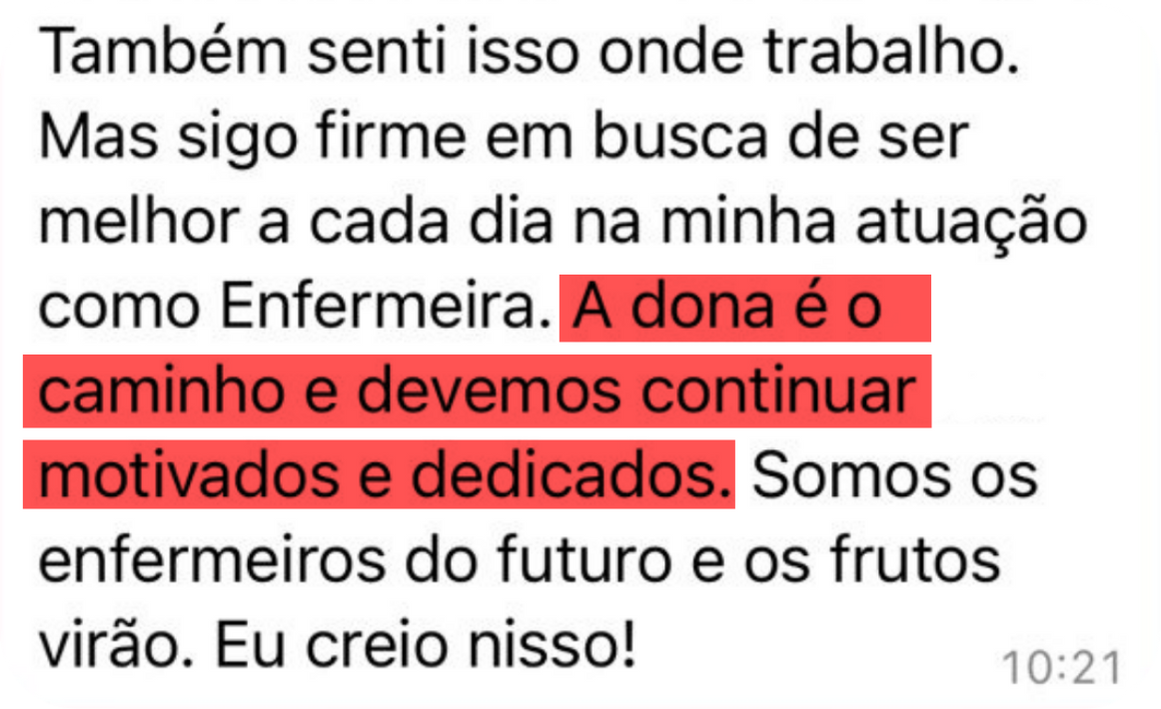 Também senti isso onde trabalho.
Mas sigo firme em busca de ser
melhor a cada dia na minha atuação
como Enfermeira. A dona é o
caminho e devemos continuar
motivados e dedicados. Somos os
enfermeiros do futuro e os frutos
virão. Eu creio nisso!
10:21